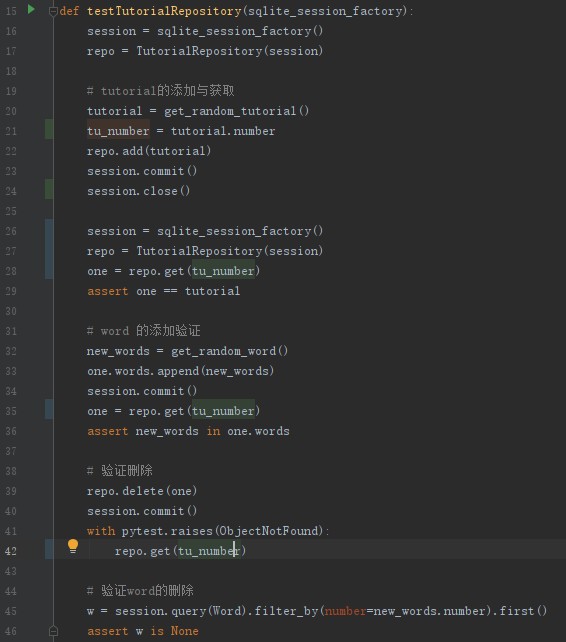 15 def testTutorialRepository(sqlite_session_factory):
16 session = sqlite_session_factory()
17 repo = TutorialRepository(session)
18
19 # tutorial的添加与获取
20 tutorial = get_random_tutorial()
21 tu_number = tutorial.number
22 repo.add(tutorial)
23 session.commit()
24 session.close()
25
26 session = sqlite_session_factory()
27 repo = TutorialRepository(session)
28 one = repo.get(tu_number)
29 assert one == tutorial
30
31 # word 的添加验证
32 new_words = get_random_word()
33 one.words.append(new_words)
34 session.commit()
35 one = repo.get(tu_number)
36 assert new_words in one.words
37
38 # 验证删除
39 repo.delete(one)
40 session.commit()
41 with pytest.raises(ObjectNotFound):
42 repo.get(tu_number)
43
44 # 验证word的删除
45 w = session.query(Word).filter_by(number=new_words.number).first()
46 assert w is None